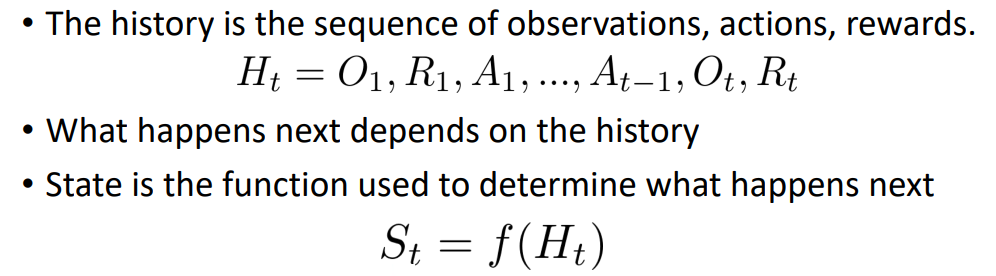 • The history is the sequence of observations, actions, rewards.
H_t = O_1, R_1, A_1, ..., A_{t−1}, O_t, R_t
• What happens next depends on the history
• State is the function used to determine what happens next
S_t = f(H_t)